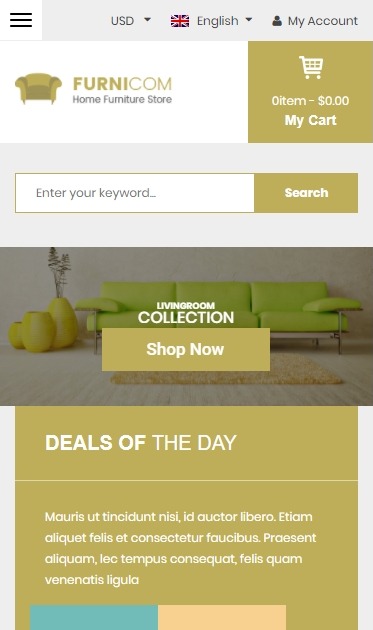 USD English My Account
FURNICOM
Home Furniture Store
0item - $0.00
My Cart
Enter your keyword... Search
LIVINGROOM
COLLECTION
Shop Now
DEALS OF THE DAY
Mauris ut tincidunt nisi, id auctor libero. Etiam
aliquet felis et consectetur faucibus. Praesent
aliquam, lec tempus consequat, felis quam
venenatis ligula